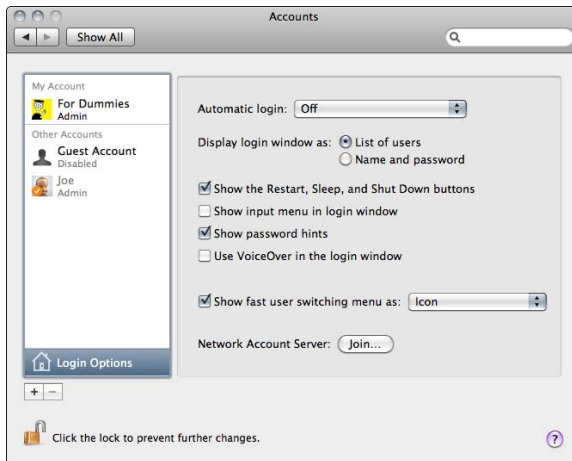 Accounts
Show All
My Account
For Dummies
Admin
Other Accounts
Guest Account
Disabled
Joe
Admin
Login Options
+ −
Automatic login: Off
Display login window as: List of users
Name and password
Show the Restart, Sleep, and Shut Down buttons
Show input menu in login window
Show password hints
Use VoiceOver in the login window
Show fast user switching menu as: Icon
Network Account Server: Join...
Click the lock to prevent further changes.
?